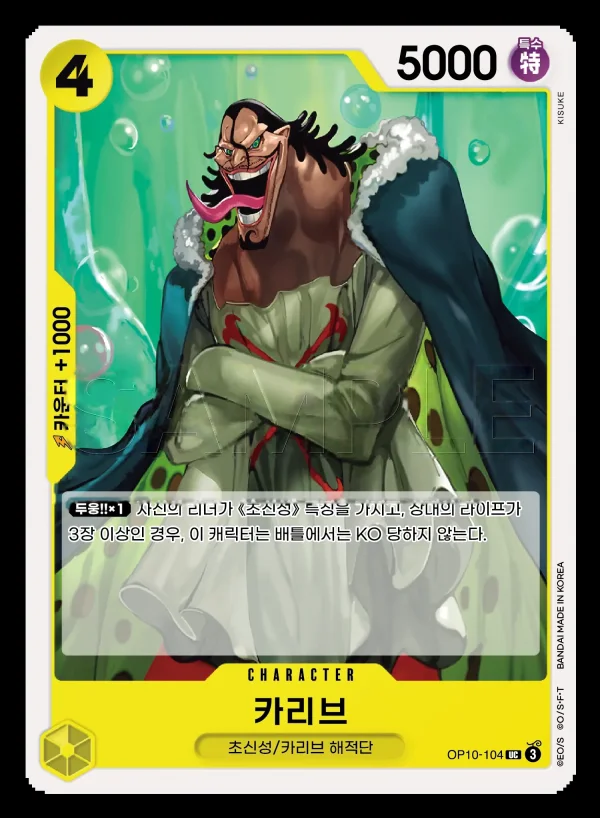 4
5000
특수
特
KISUKE
카운터 +1000
SAMPLE
두웅!!×1 자신의 리더가 《초신성》 특징을 가지고, 상대의 라이프가
3장 이상인 경우, 이 캐릭터는 배틀에서는 KO 당하지 않는다.
CHARACTER
카리브
초신성/카리브 해적단
OP10-104 UC 3
©EO/S ©O/S·F·T BANDAI MADE IN KOREA